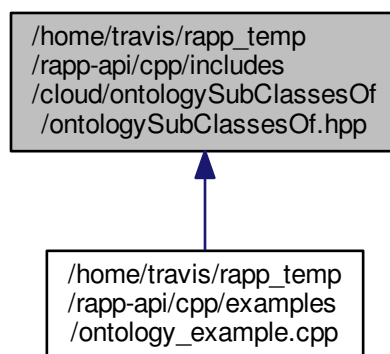 /home/travis/rapp_temp
/rapp-api/cpp/includes
/cloud/ontologySubClassesOf
/ontologySubClassesOf.hpp
/home/travis/rapp_temp
/rapp-api/cpp/examples
/ontology_example.cpp